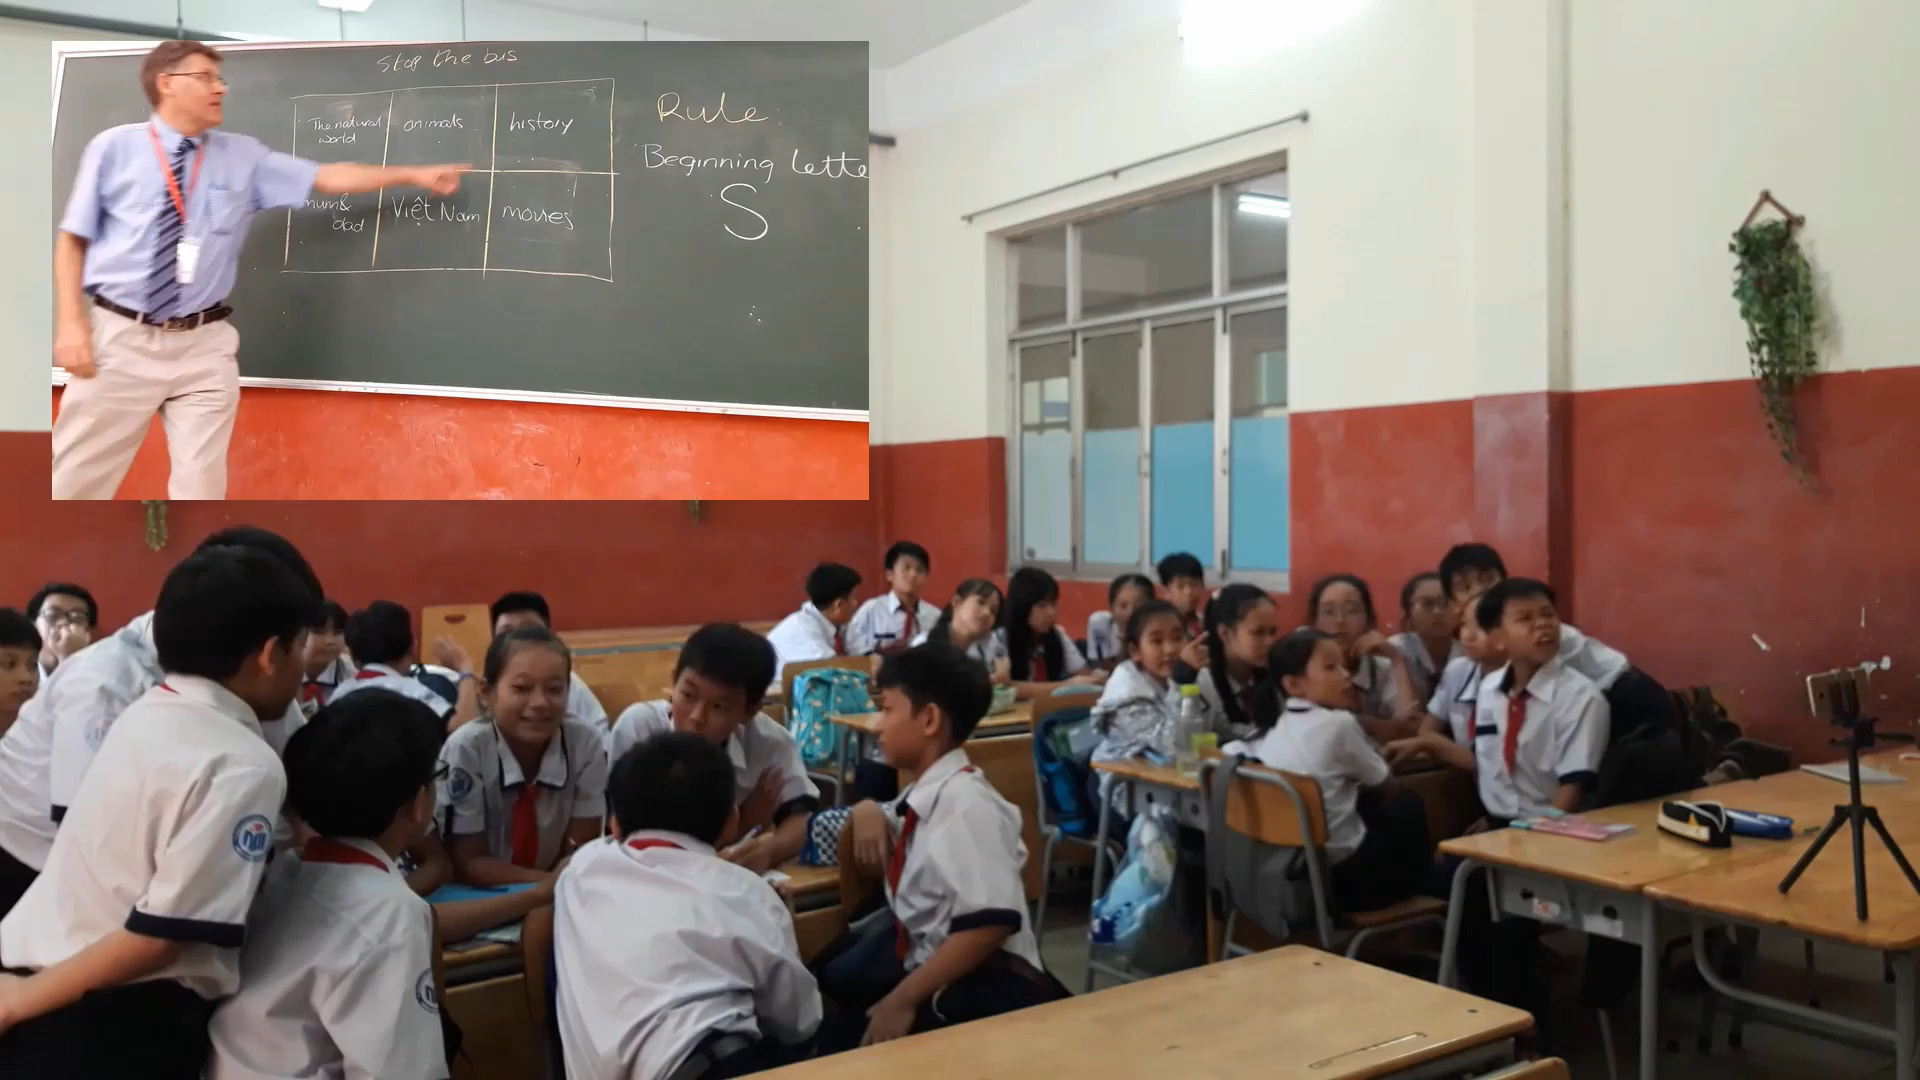 Stop the bus
The natural
world
animals
history
mum &
dad
Việt Nam
movies
Rule:
Beginning lette
S